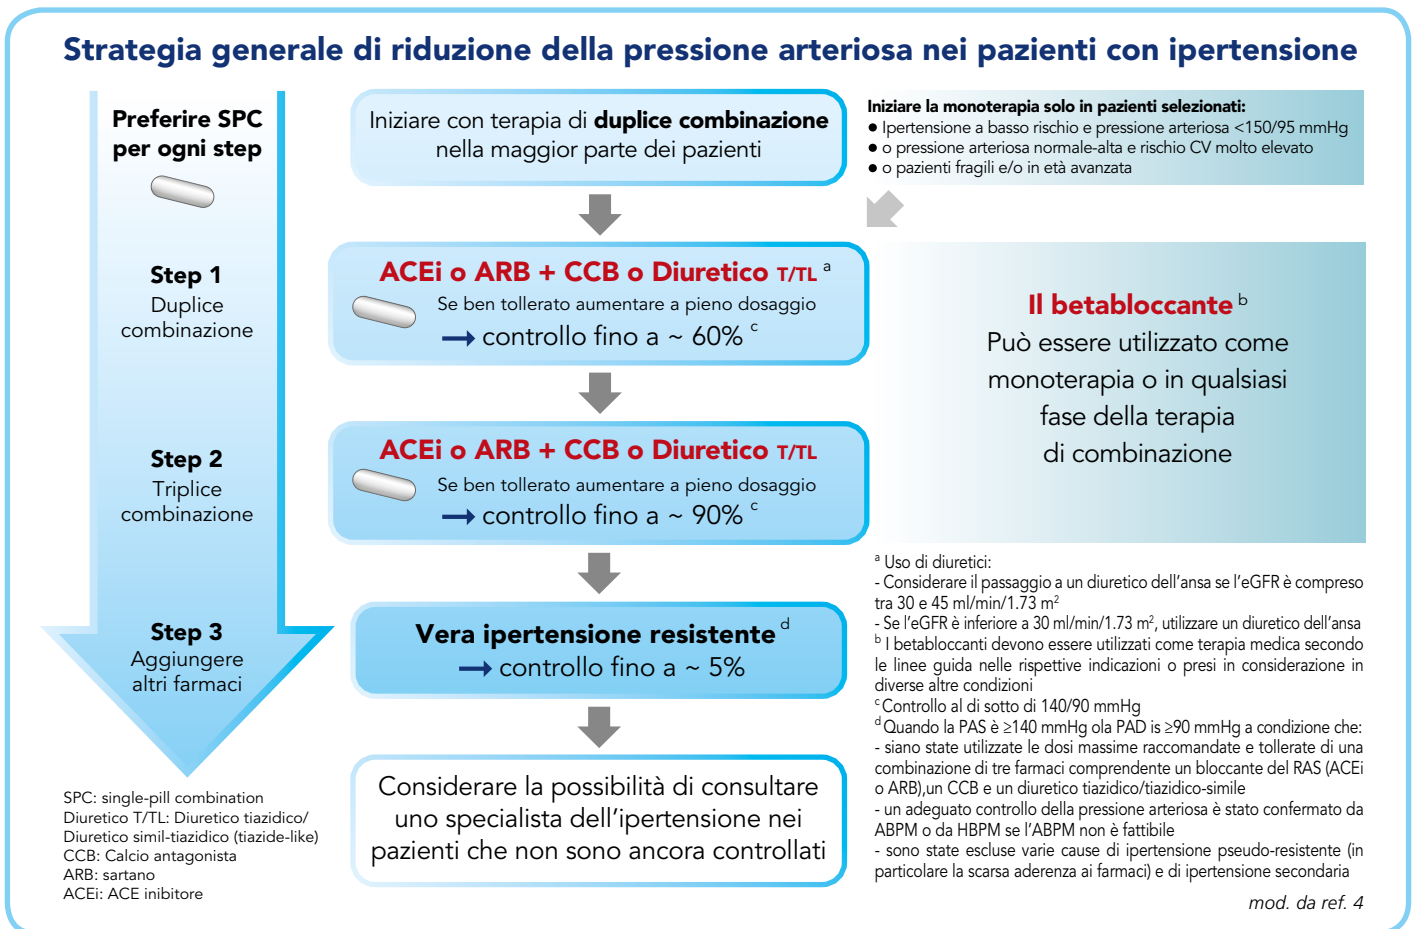 Strategia generale di riduzione della pressione arteriosa nei pazienti con ipertensione
Preferire SPC
per ogni step
Step 1
Duplice
combinazione
Step 2
Triplice
combinazione
Step 3
Aggiungere
altri farmaci
SPC: single-pill combination
Diuretico T/TL: Diuretico tiazidico/
Diuretico simil-tiazidico (tiazide-like)
CCB: Calcio antagonista
ARB: sartano
ACEi: ACE inibitore
Iniziare con terapia di duplice combinazione
nella maggior parte dei pazienti
ACEi o ARB + CCB o Diuretico T/TL a
Se ben tollerato aumentare a pieno dosaggio
→ controllo fino a ~ 60% c
ACEi o ARB + CCB o Diuretico T/TL
Se ben tollerato aumentare a pieno dosaggio
→ controllo fino a ~ 90% c
Vera ipertensione resistente d
→ controllo fino a ~ 5%
Considerare la possibilità di consultare
uno specialista dell'ipertensione nei
pazienti che non sono ancora controllati
Iniziare la monoterapia solo in pazienti selezionati:
● Ipertensione a basso rischio e pressione arteriosa <150/95 mmHg
● o pressione arteriosa normale-alta e rischio CV molto elevato
● o pazienti fragili e/o in età avanzata
Il betabloccante b
Può essere utilizzato come
monoterapia o in qualsiasi
fase della terapia
di combinazione
a Uso di diuretici:
- Considerare il passaggio a un diuretico dell'ansa se l'eGFR è compreso
tra 30 e 45 ml/min/1.73 m²
- Se l'eGFR è inferiore a 30 ml/min/1.73 m², utilizzare un diuretico dell'ansa
b I betabloccanti devono essere utilizzati come terapia medica secondo
le linee guida nelle rispettive indicazioni o presi in considerazione in
diverse altre condizioni
c Controllo al di sotto di 140/90 mmHg
d Quando la PAS è ≥140 mmHg ola PAD is ≥90 mmHg a condizione che:
- siano state utilizzate le dosi massime raccomandate e tollerate di una
combinazione di tre farmaci comprendente un bloccante del RAS (ACEi
o ARB),un CCB e un diuretico tiazidico/tiazidico-simile
- un adeguato controllo della pressione arteriosa è stato confermato da
ABPM o da HBPM se l'ABPM non è fattibile
- sono state escluse varie cause di ipertensione pseudo-resistente (in
particolare la scarsa aderenza ai farmaci) e di ipertensione secondaria
mod. da ref. 4